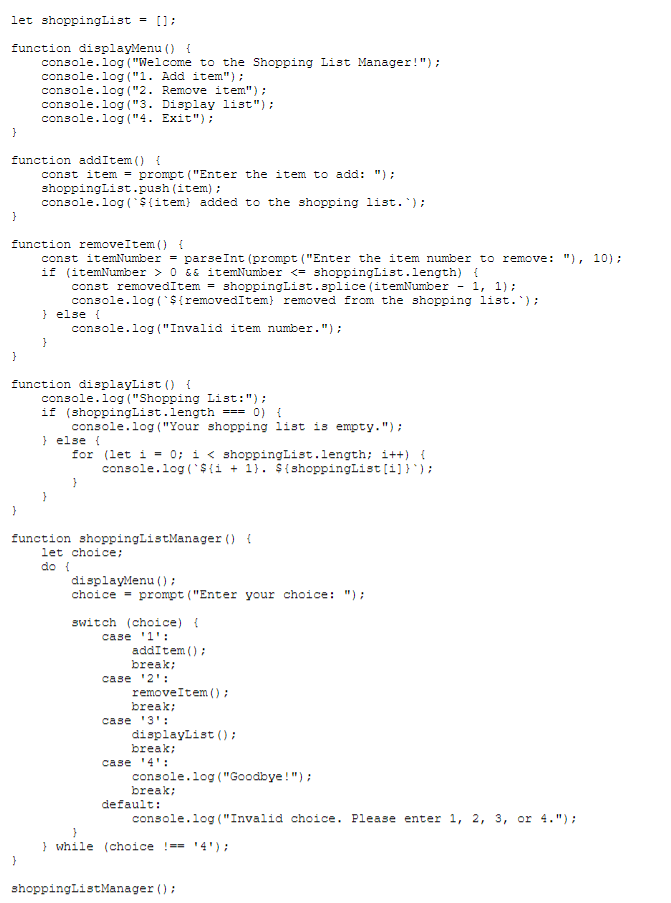 let shoppingList = [];

function displayMenu() {
    console.log("Welcome to the Shopping List Manager!");
    console.log("1. Add item");
    console.log("2. Remove item");
    console.log("3. Display list");
    console.log("4. Exit");
}

function addItem() {
    const item = prompt("Enter the item to add: ");
    shoppingList.push(item);
    console.log(`${item} added to the shopping list.`);
}

function removeItem() {
    const itemNumber = parseInt(prompt("Enter the item number to remove: "), 10);
    if (itemNumber > 0 && itemNumber <= shoppingList.length) {
        const removedItem = shoppingList.splice(itemNumber - 1, 1);
        console.log(`${removedItem} removed from the shopping list.`);
    } else {
        console.log("Invalid item number.");
    }
}

function displayList() {
    console.log("Shopping List:");
    if (shoppingList.length === 0) {
        console.log("Your shopping list is empty.");
    } else {
        for (let i = 0; i < shoppingList.length; i++) {
            console.log(`${i + 1}. ${shoppingList[i]}`);
        }
    }
}

function shoppingListManager() {
    let choice;
    do {
        displayMenu();
        choice = prompt("Enter your choice: ");

        switch (choice) {
            case '1':
                addItem();
                break;
            case '2':
                removeItem();
                break;
            case '3':
                displayList();
                break;
            case '4':
                console.log("Goodbye!");
                break;
            default:
                console.log("Invalid choice. Please enter 1, 2, 3, or 4.");
        }
    } while (choice !== '4');
}

shoppingListManager();